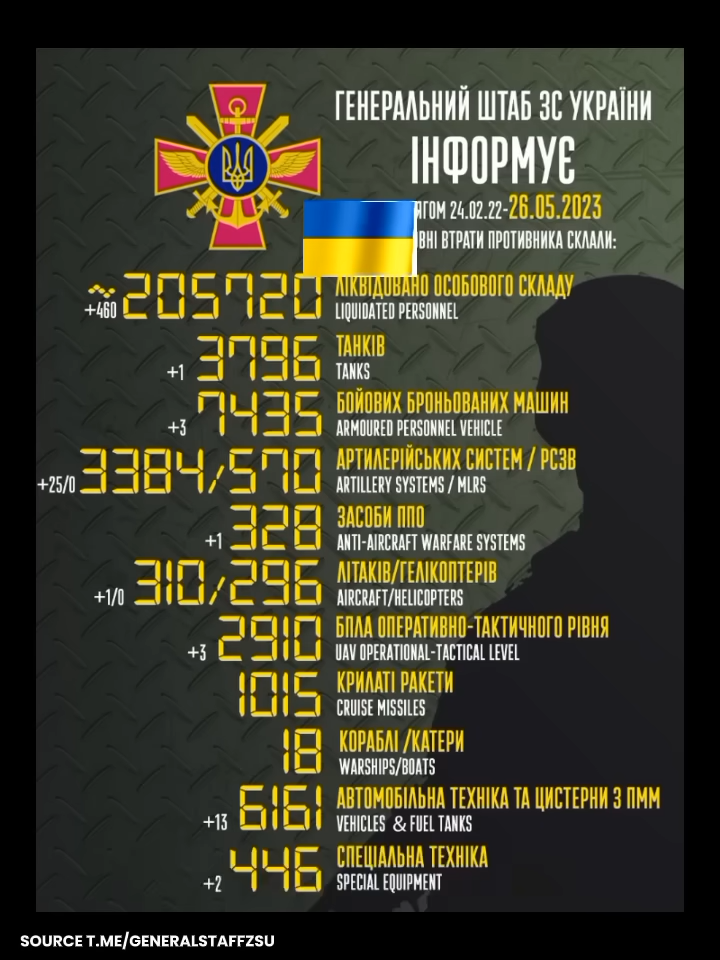 ГЕНЕРАЛЬНИЙ ШТАБ ЗС УКРАЇНИ
ІНФОРМУЄ
24.02.22-26.05.2023
ВТРАТИ ПРОТИВНИКА СКЛАЛИ:
+460 ~205720 ЛІКВІДОВАНО ОСОБОВОГО СКЛАДУ
LIQUIDATED PERSONNEL
+1 3796 ТАНКІВ
TANKS
+3 7435 БОЙОВИХ БРОНЬОВАНИХ МАШИН
ARMOURED PERSONNEL VEHICLE
+25/0 3384/570 АРТИЛЕРІЙСЬКИХ СИСТЕМ / РСЗВ
ARTILLERY SYSTEMS / MLRS
+1 328 ЗАСОБИ ППО
ANTI-AIRCRAFT WARFARE SYSTEMS
+1/0 310/296 ЛІТАКІВ/ГЕЛІКОПТЕРІВ
AIRCRAFT/HELICOPTERS
+3 2910 БПЛА ОПЕРАТИВНО-ТАКТИЧНОГО РІВНЯ
UAV OPERATIONAL-TACTICAL LEVEL
1015 КРИЛАТІ РАКЕТИ
CRUISE MISSILES
18 КОРАБЛІ /КАТЕРИ
WARSHIPS/BOATS
+13 6161 АВТОМОБІЛЬНА ТЕХНІКА ТА ЦИСТЕРНИ З ПММ
VEHICLES & FUEL TANKS
+2 446 СПЕЦІАЛЬНА ТЕХНІКА
SPECIAL EQUIPMENT
SOURCE T.ME/GENERALSTAFFZSU